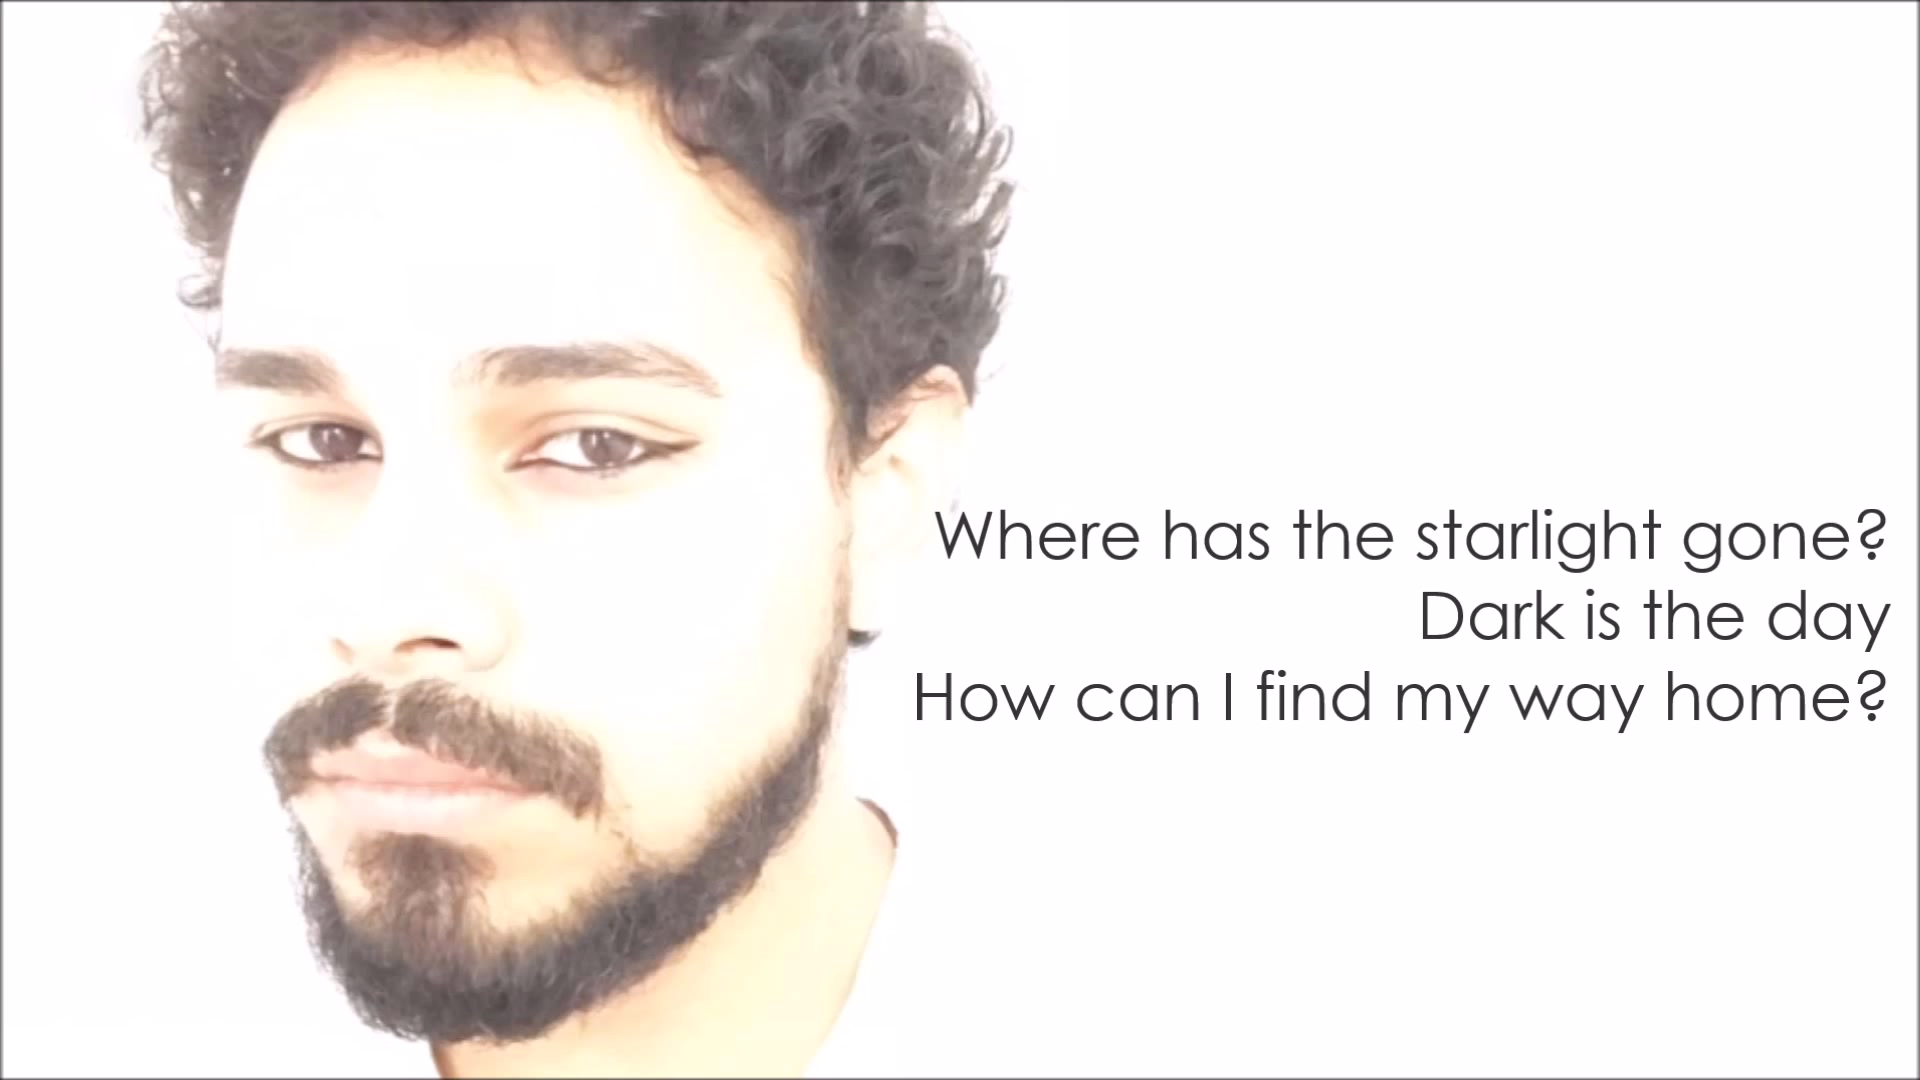 Where has the starlight gone?
Dark is the day
How can I find my way home?